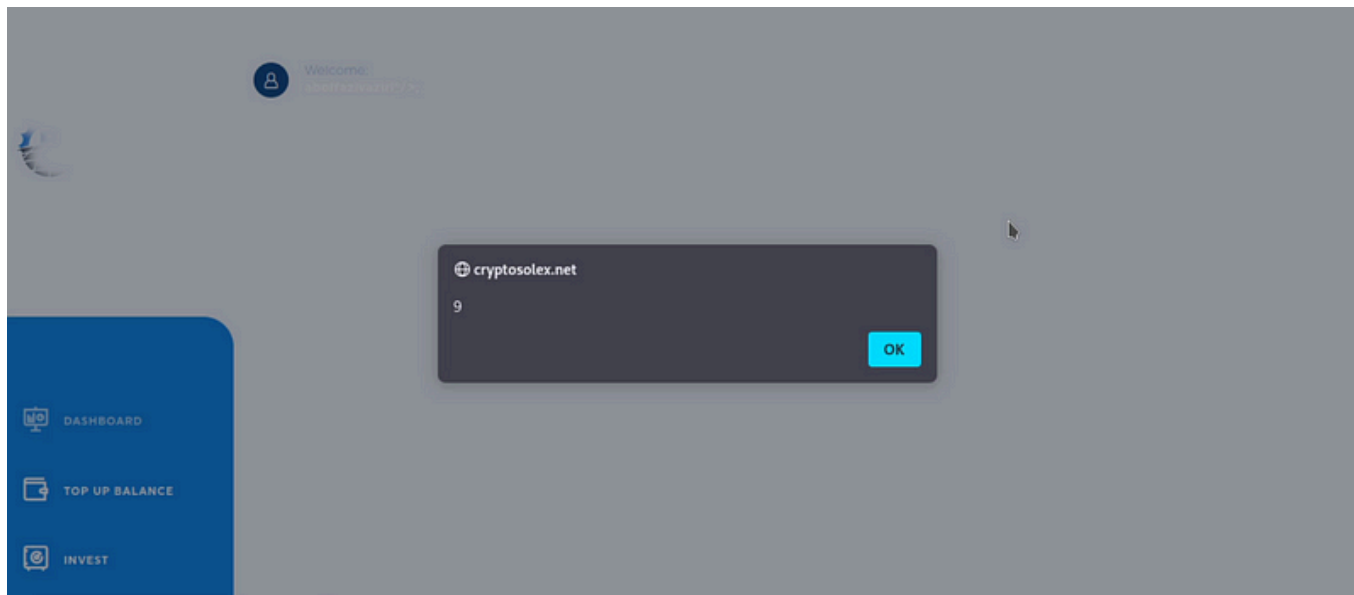 Welcome:
cryptosolex.net
9
OK
DASHBOARD
TOP UP BALANCE
INVEST